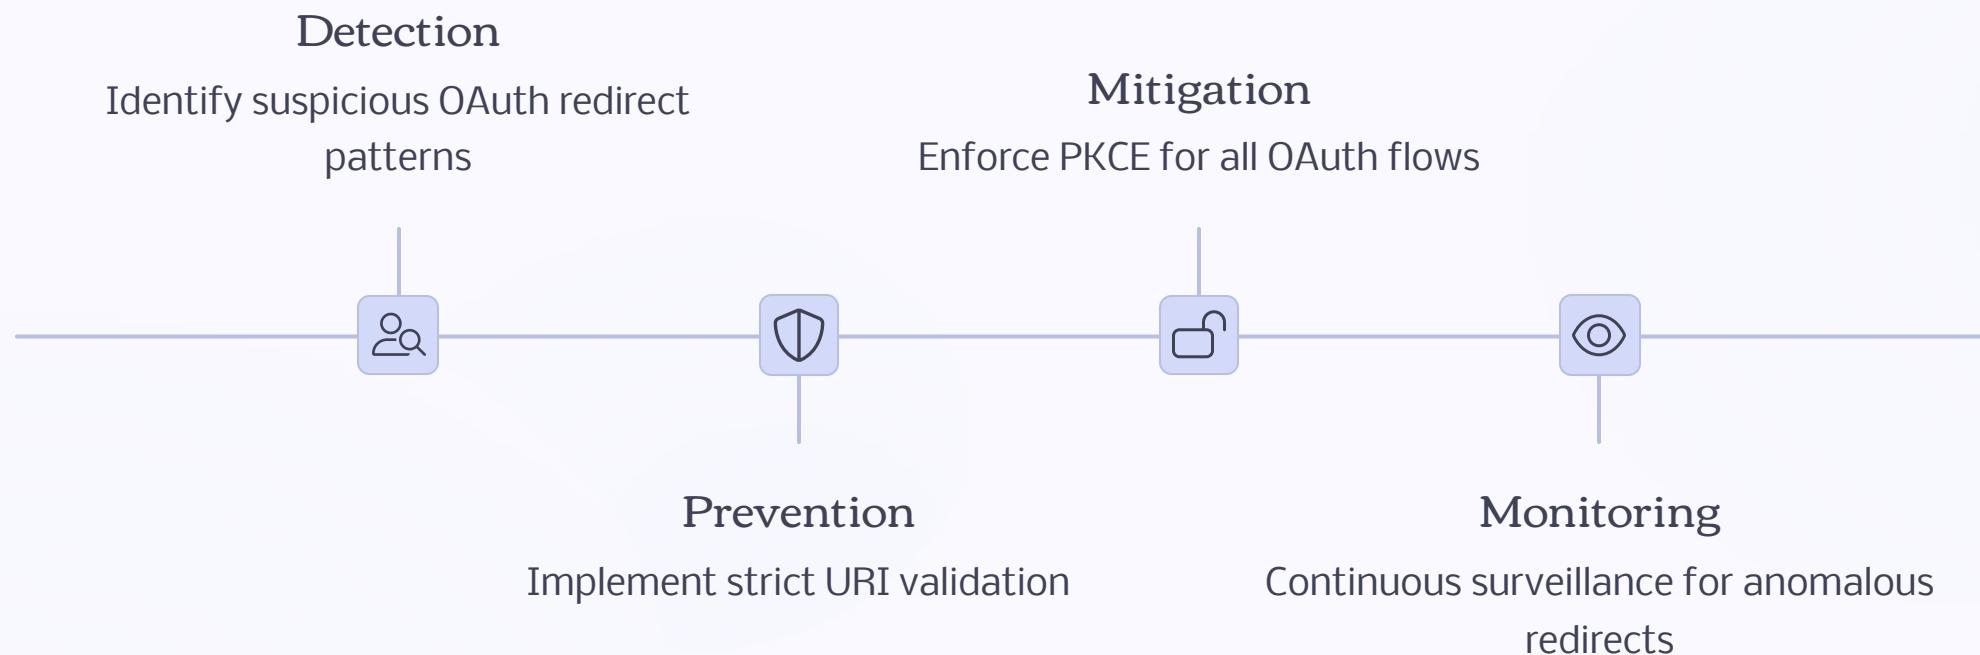 Detection
Identify suspicious OAuth redirect
patterns
Prevention
Implement strict URI validation
Mitigation
Enforce PKCE for all OAuth flows
Monitoring
Continuous surveillance for anomalous
redirects